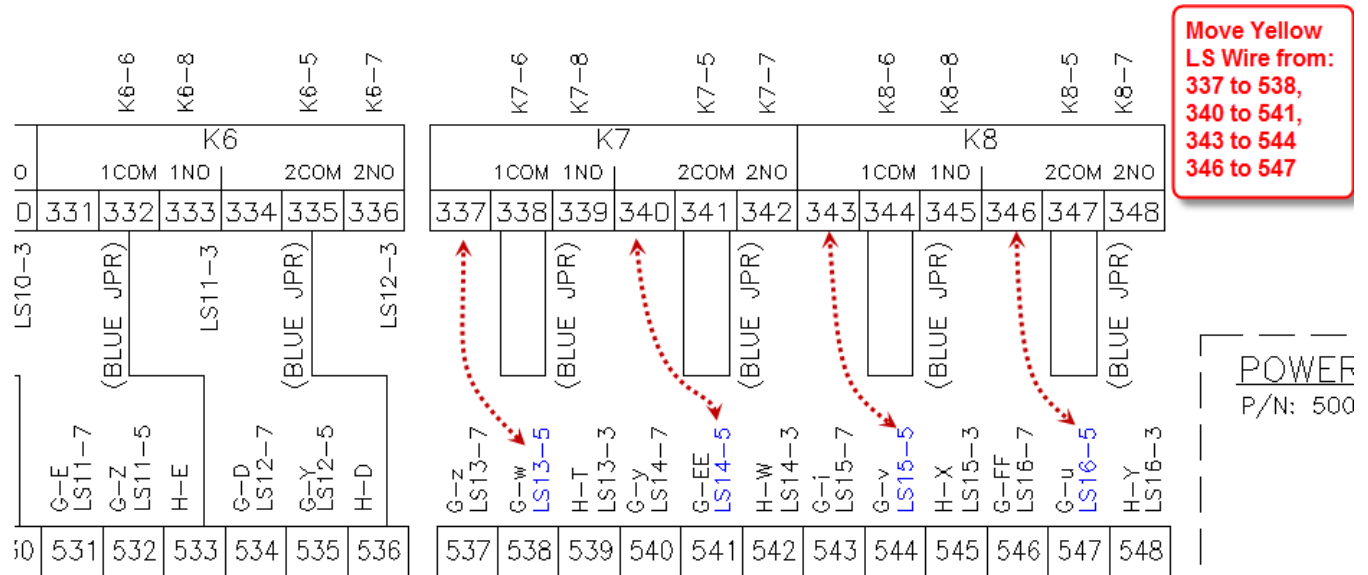 Move Yellow
LS Wire from:
337 to 538,
340 to 541,
343 to 544
346 to 547
K6-6 K6-8 K6-5 K6-7 K7-6 K7-8 K7-5 K7-7 K8-6 K8-8 K8-5 K8-7
K6 K7 K8
O 1COM 1NO 2COM 2NO 1COM 1NO 2COM 2NO 1COM 1NO 2COM 2NO
0 331 332 333 334 335 336 337 338 339 340 341 342 343 344 345 346 347 348
LS10-3 (BLUE JPR) LS11-3 (BLUE JPR) LS12-3 (BLUE JPR) (BLUE JPR) (BLUE JPR) (BLUE JPR)
POWER
P/N: 500
G-E
LS11-7
G-Z
LS11-5
H-E
G-D
LS12-7
G-Y
LS12-5
H-D
G-z
LS13-7
G-w
LS13-5
H-T
LS13-3
G-y
LS14-7
G-EE
LS14-5
H-W
LS14-3
G-i
LS15-7
G-v
LS15-5
H-X
LS15-3
G-FF
LS16-7
G-u
LS16-5
H-Y
LS16-3
30 531 532 533 534 535 536 537 538 539 540 541 542 543 544 545 546 547 548